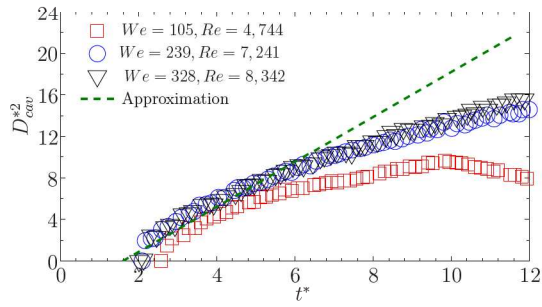 24
20
16
12
8
4
0
D*2cav
We = 105, Re = 4,744
We = 239, Re = 7,241
We = 328, Re = 8,342
Approximation
0 2 4 6 8 10 12
t*